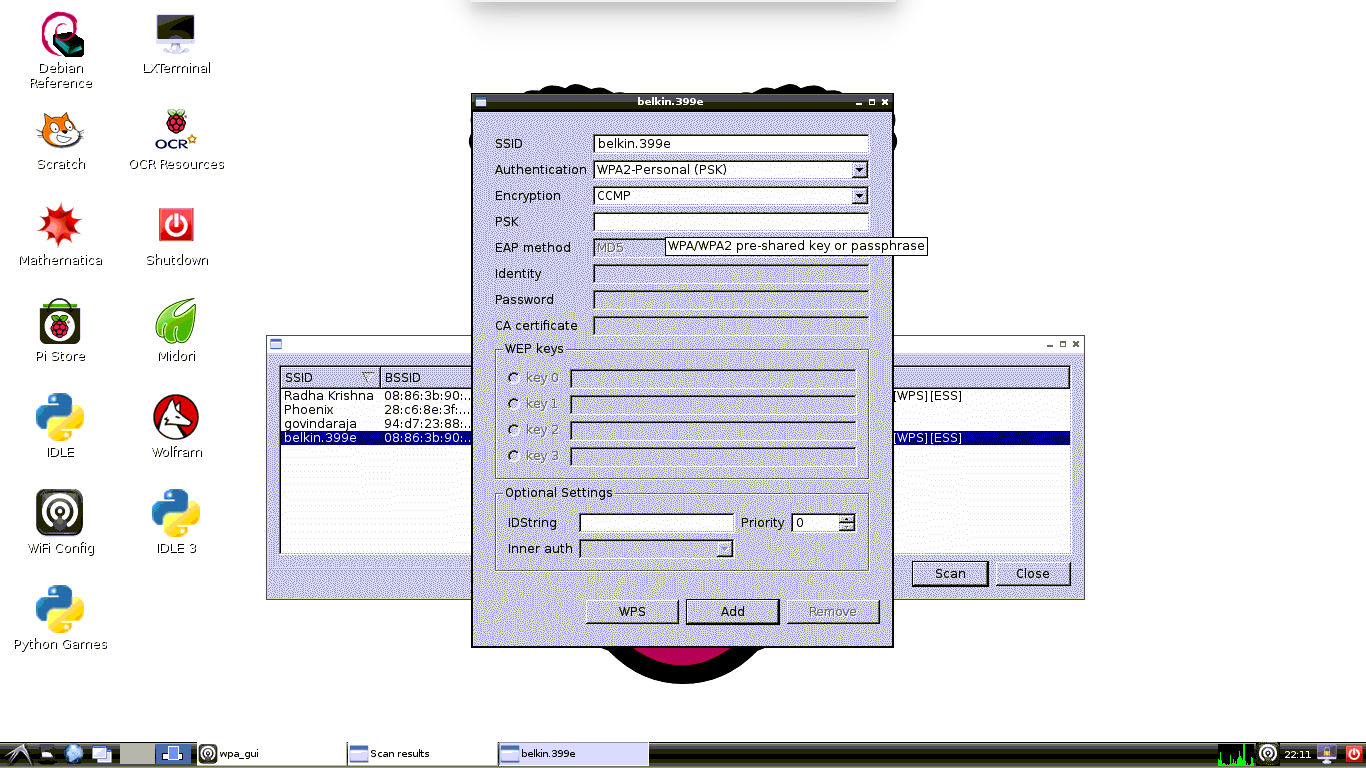 Debian
Reference
LXTerminal
Scratch
OCR
OCR Resources
Mathematica
Shutdown
Pi Store
Midori
IDLE
Wolfram
WiFi Config
IDLE 3
Python Games
belkin.399e
SSID belkin.399e
Authentication WPA2-Personal (PSK)
Encryption CCMP
PSK
EAP method MD5
WPA/WPA2 pre-shared key or passphrase
Identity
Password
CA certificate
WEP keys
key 0
key 1
key 2
key 3
Optional Settings
IDString Priority 0
Inner auth
WPS Add Remove
SSID BSSID
Radha Krishna 08:86:3b:90:... [WPS][ESS]
Phoenix 28:c6:8e:3f:...
govindaraja 94:d7:23:88:...
belkin.399e 08:86:3b:90:... [WPS][ESS]
Scan Close
wpa_gui Scan results belkin.399e 22:11